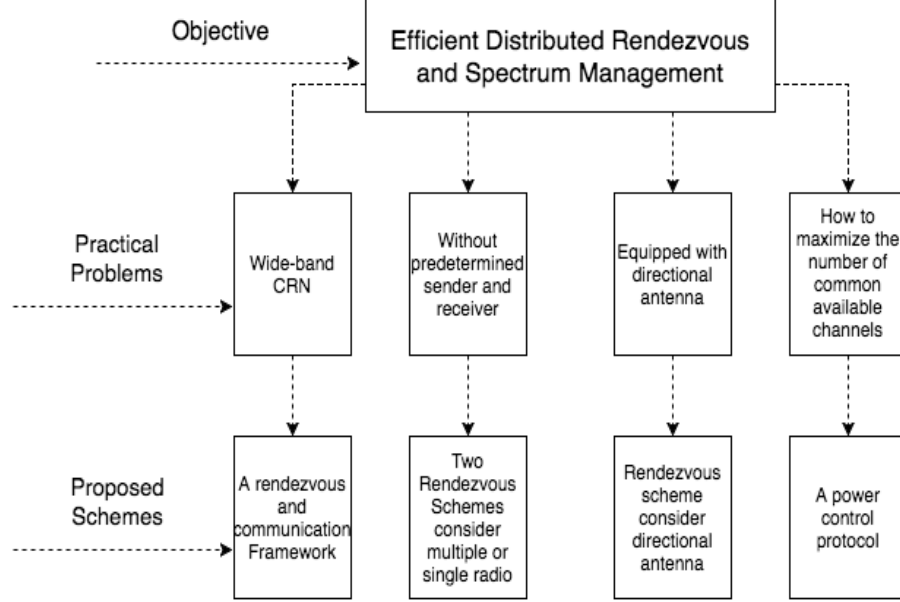 Objective
Efficient Distributed Rendezvous
and Spectrum Management
Practical
Problems
Wide-band
CRN
Without
predetermined
sender and
receiver
Equipped with
directional
antenna
How to
maximize the
number of
common
available
channels
Proposed
Schemes
A rendezvous
and
communication
Framework
Two
Rendezvous
Schemes
consider
multiple or
single radio
Rendezvous
scheme
consider
directional
antenna
A power
control
protocol